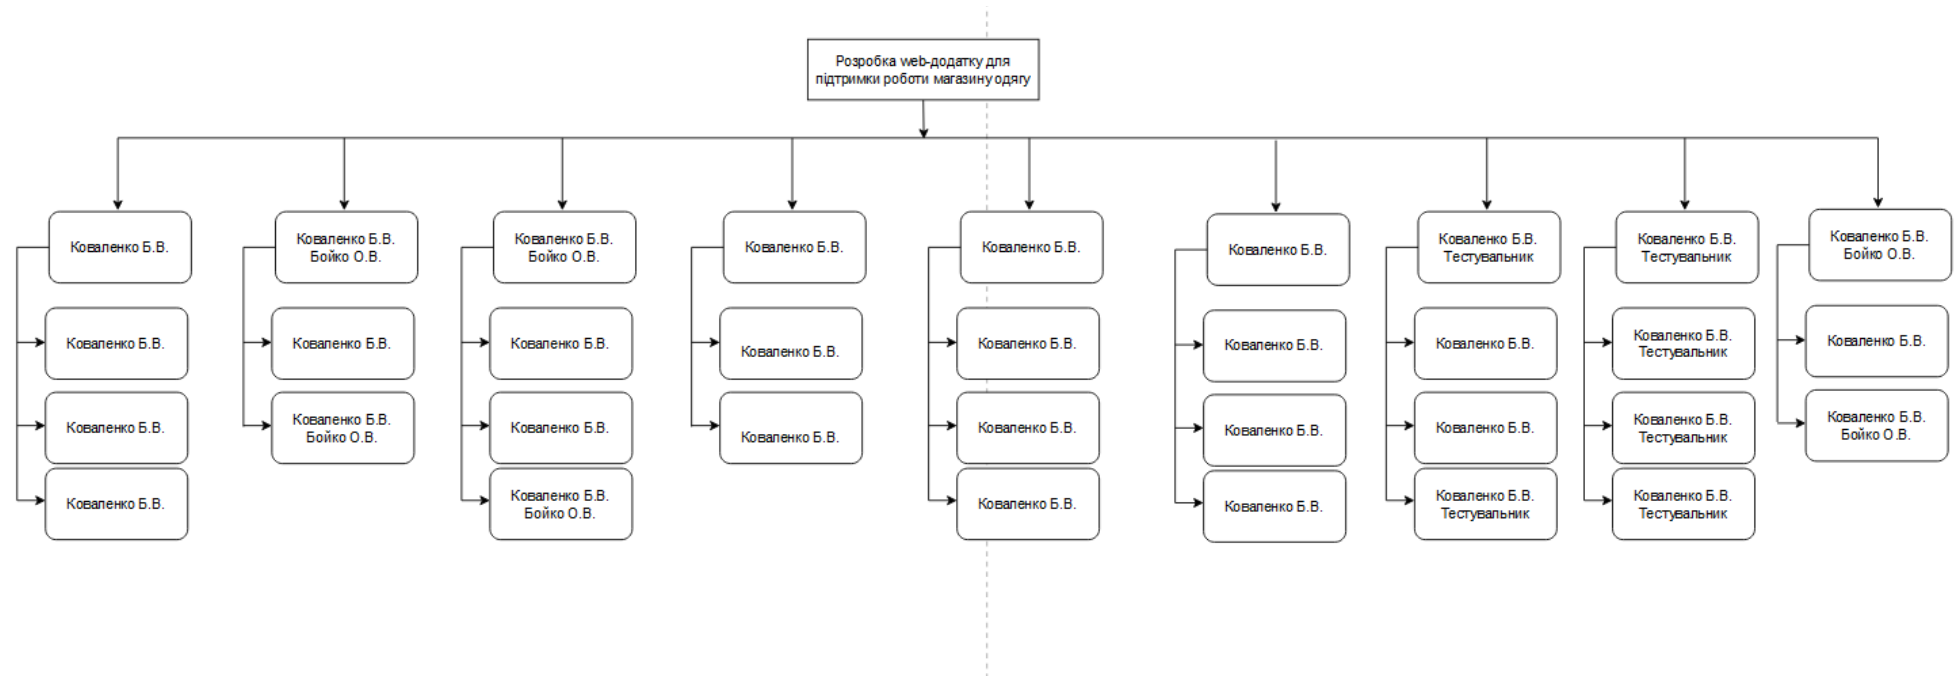 Розробка web-додатку для
підтримки роботи магазину одягу
Коваленко Б.В.
Коваленко Б.В.
Коваленко Б.В.
Коваленко Б.В.
Коваленко Б.В.
Бойко О.В.
Коваленко Б.В.
Коваленко Б.В.
Бойко О.В.
Коваленко Б.В.
Бойко О.В.
Коваленко Б.В.
Коваленко Б.В.
Коваленко Б.В.
Бойко О.В.
Коваленко Б.В.
Коваленко Б.В.
Коваленко Б.В.
Коваленко Б.В.
Коваленко Б.В.
Коваленко Б.В.
Коваленко Б.В.
Коваленко Б.В.
Коваленко Б.В.
Коваленко Б.В.
Коваленко Б.В.
Коваленко Б.В.
Тестувальник
Коваленко Б.В.
Коваленко Б.В.
Коваленко Б.В.
Тестувальник
Коваленко Б.В.
Тестувальник
Коваленко Б.В.
Тестувальник
Коваленко Б.В.
Тестувальник
Коваленко Б.В.
Тестувальник
Коваленко Б.В.
Бойко О.В.
Коваленко Б.В.
Коваленко Б.В.
Бойко О.В.